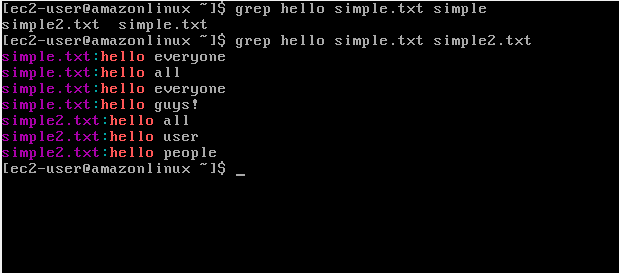 [ec2-user@amazonlinux ~]$ grep hello simple.txt simple
simple2.txt  simple.txt
[ec2-user@amazonlinux ~]$ grep hello simple.txt simple2.txt
simple.txt:hello everyone
simple.txt:hello all
simple.txt:hello everyone
simple.txt:hello guys!
simple2.txt:hello all
simple2.txt:hello user
simple2.txt:hello people
[ec2-user@amazonlinux ~]$ _